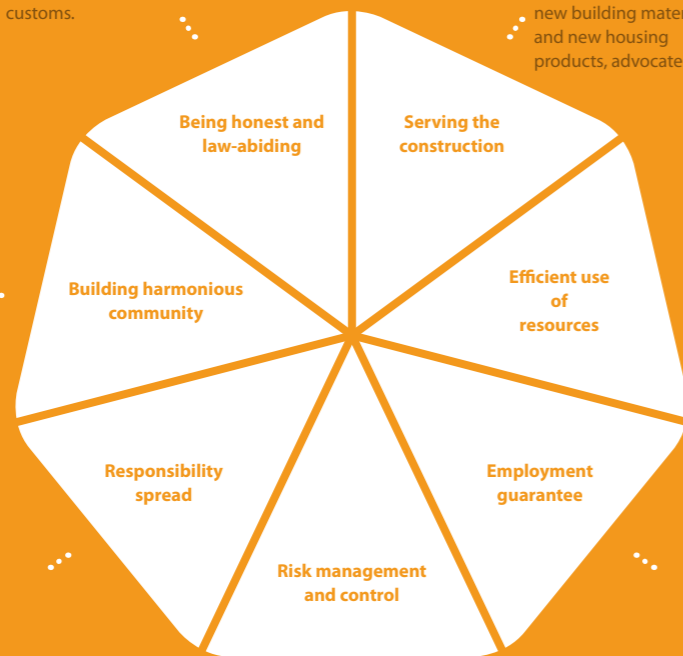 customs.
new building mater
and new housing
products, advocate
Being honest and
law-abiding
Serving the
construction
Building harmonious
community
Efficient use
of
resources
Responsibility
spread
Employment
guarantee
Risk management
and control